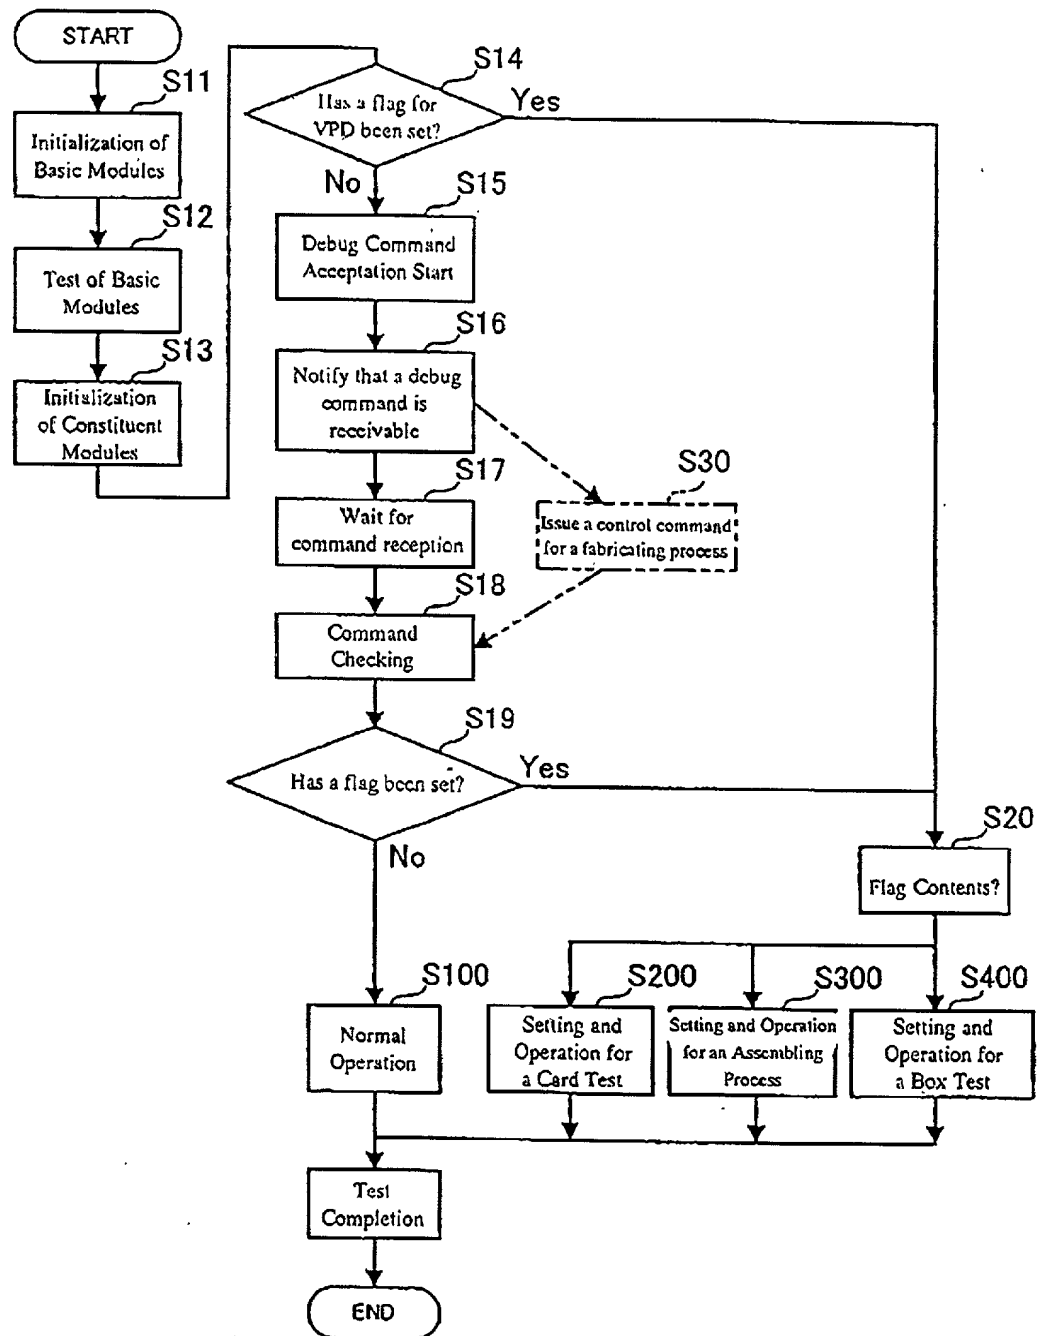 START
S11
Initialization of
Basic Modules
S12
Test of Basic
Modules
S13
Initialization
of Constituent
Modules
S14
Has a flag for
VPD been set?
Yes
No
S15
Debug Command
Acceptation Start
S16
Notify that a debug
command is
receivable
S17
Wait for
command reception
S30
Issue a control command
for a fabricating process
S18
Command
Checking
S19
Has a flag been set?
Yes
No
S20
Flag Contents?
S100
Normal
Operation
S200
Setting and
Operation for
a Card Test
S300
Setting and Operation
for an Assembling
Process
S400
Setting and
Operation for
a Box Test
Test
Completion
END